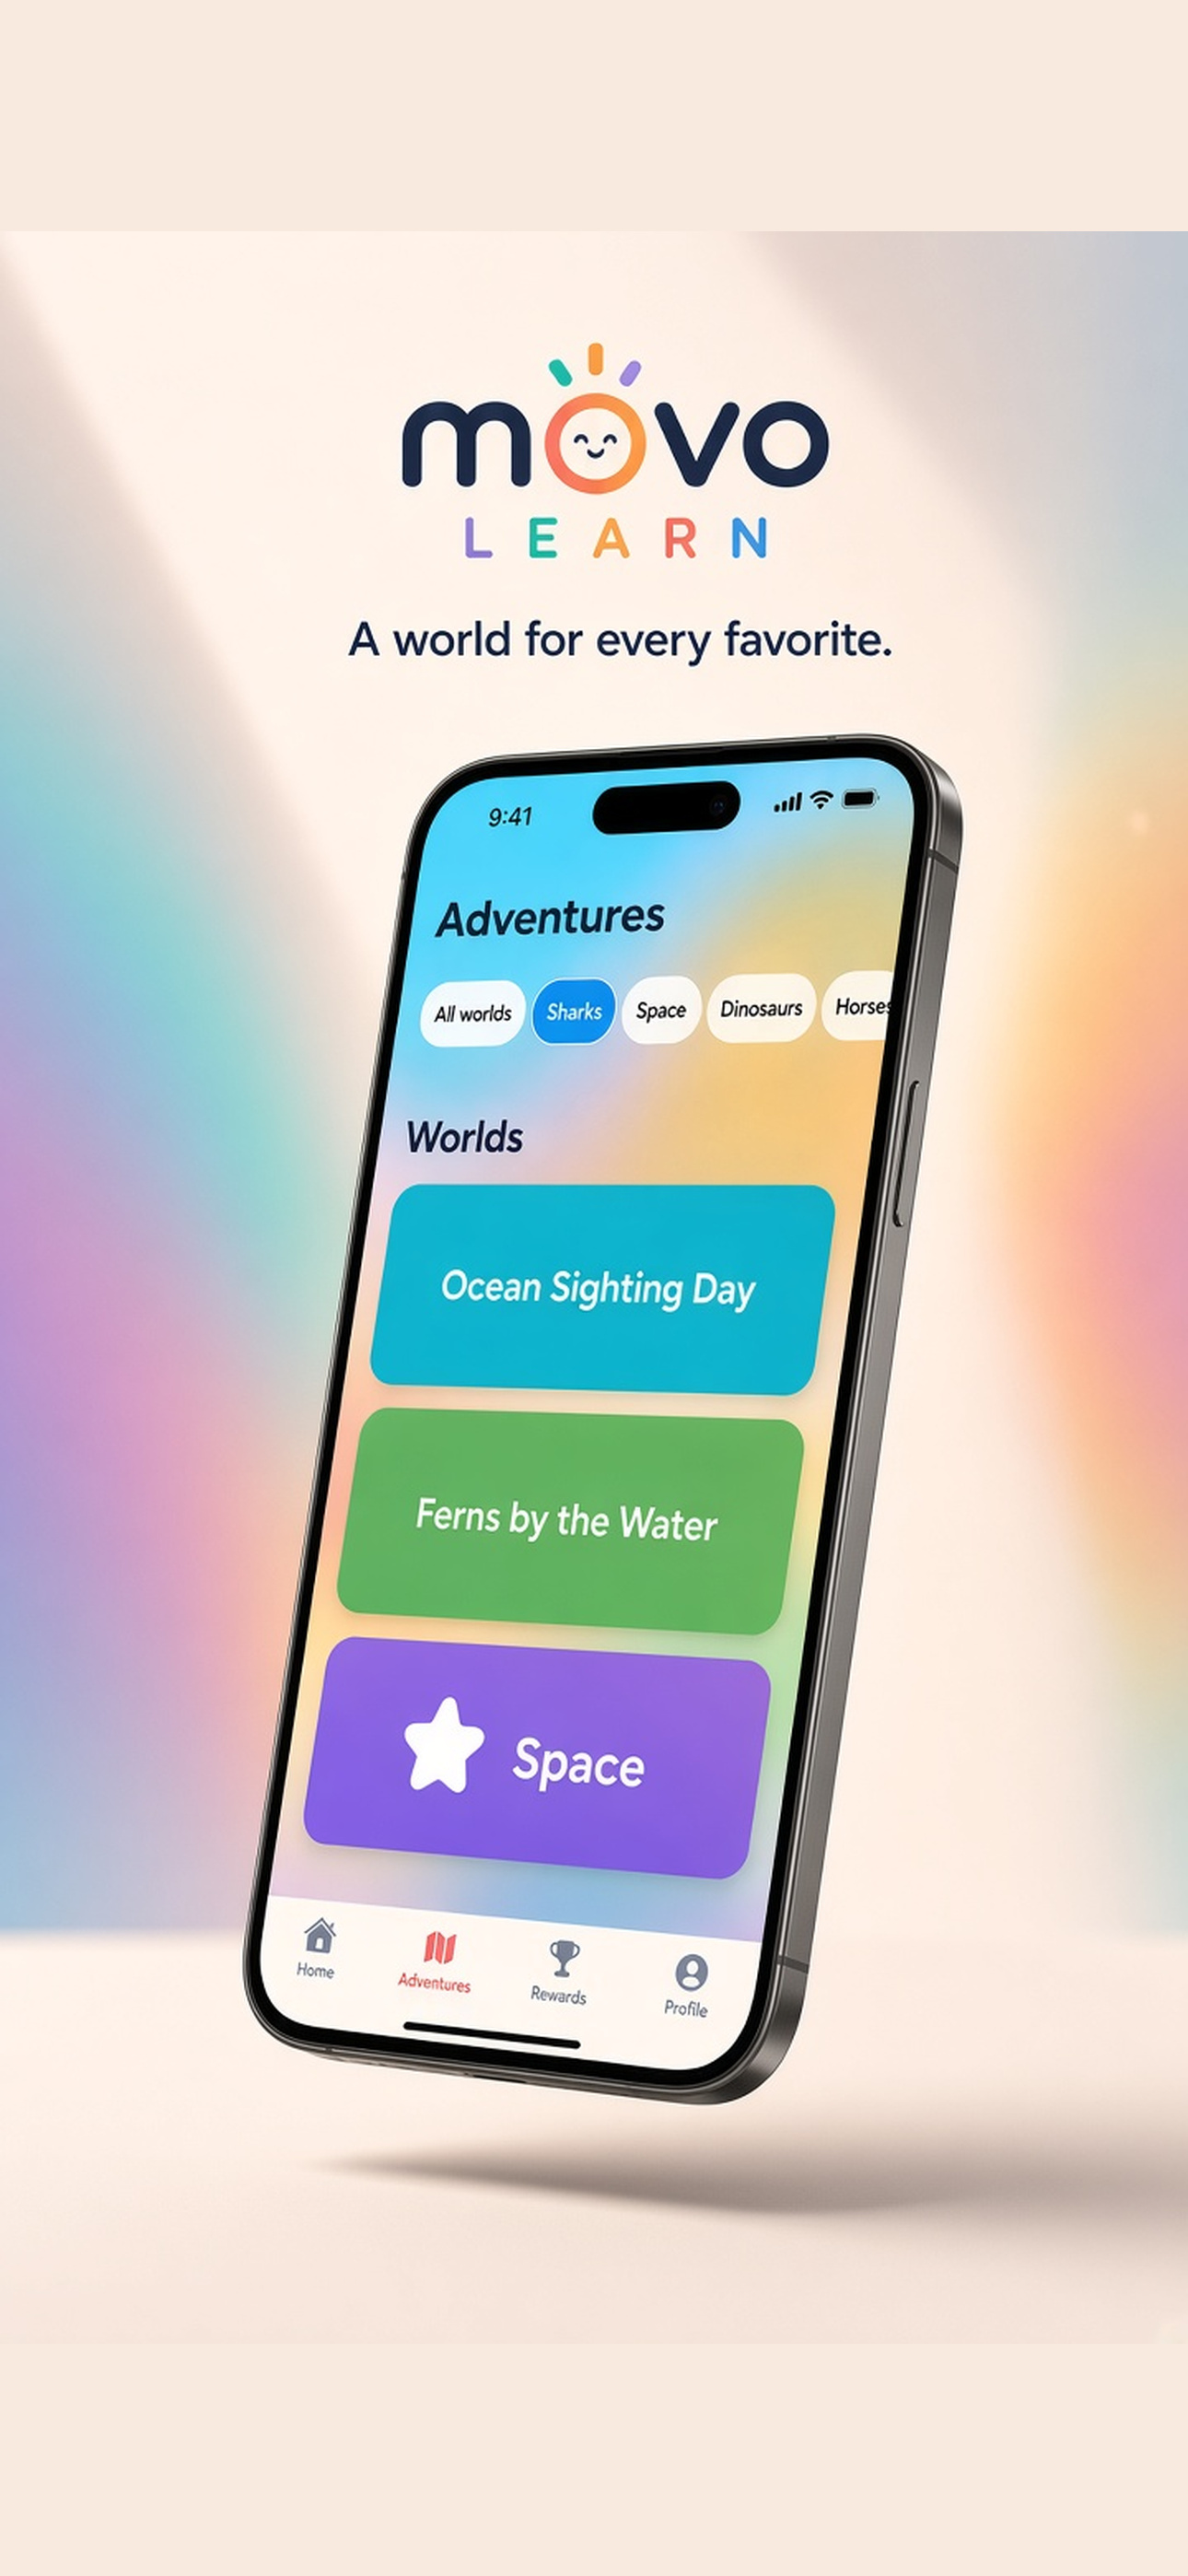 movo
LEARN
A world for every favorite.
9:41
Adventures
All worlds Sharks Space Dinosaurs Horses
Worlds
Ocean Sighting Day
Ferns by the Water
Space
Home Adventures Rewards Profile